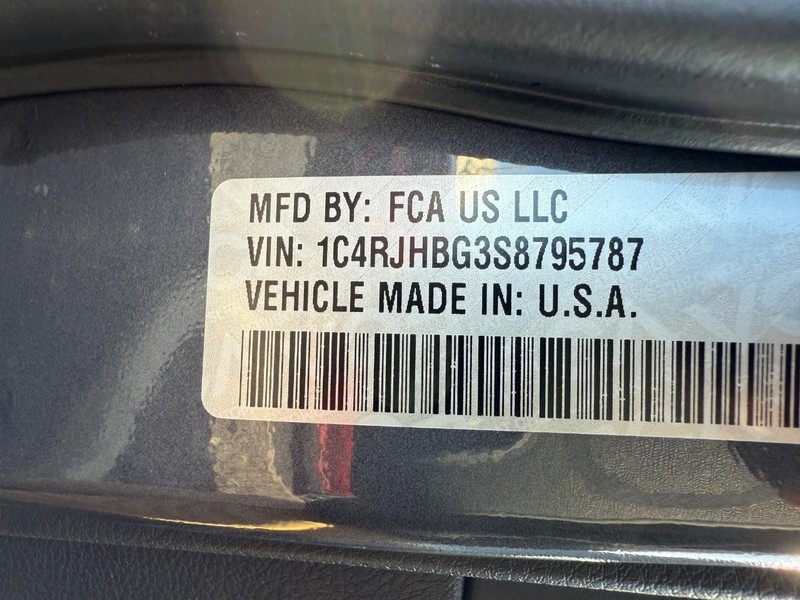 MFD BY: FCA US LLC
VIN: 1C4RJHBG3S8795787
VEHICLE MADE IN: U.S.A.